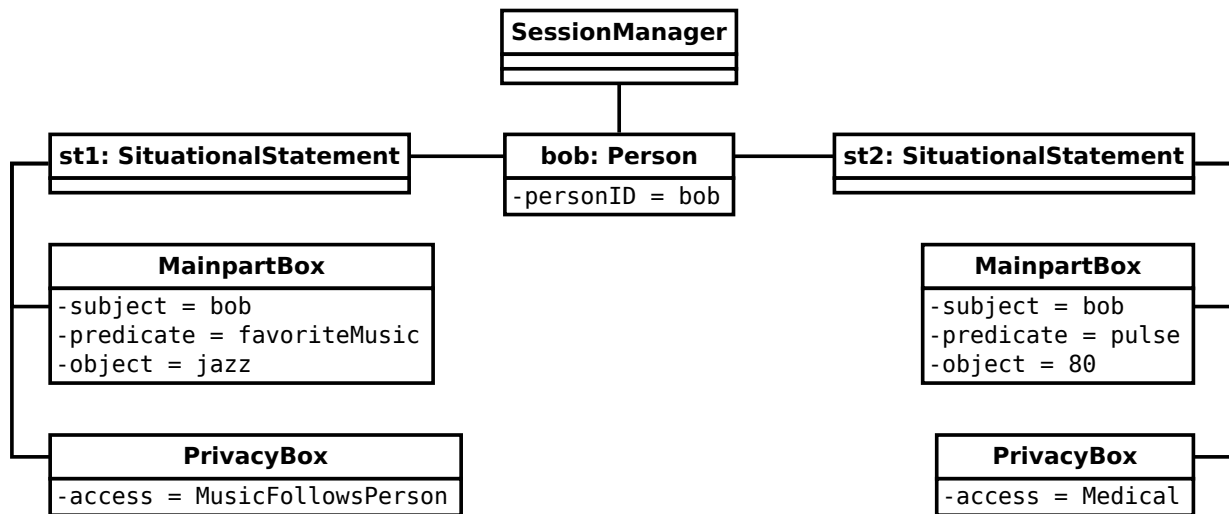 SessionManager
st1: SituationalStatement
bob: Person
-personID = bob
st2: SituationalStatement
MainpartBox
-subject = bob
-predicate = favoriteMusic
-object = jazz
MainpartBox
-subject = bob
-predicate = pulse
-object = 80
PrivacyBox
-access = MusicFollowsPerson
PrivacyBox
-access = Medical